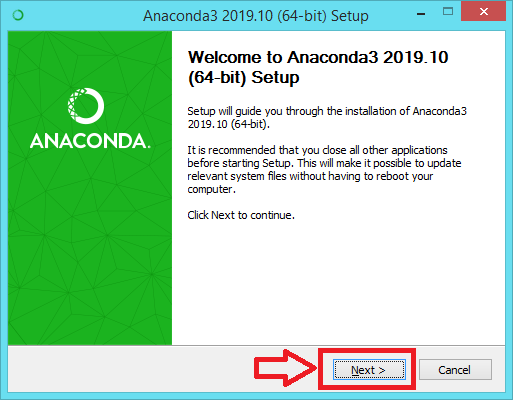 Anaconda3 2019.10 (64-bit) Setup
Welcome to Anaconda3 2019.10
(64-bit) Setup
Setup will guide you through the installation of Anaconda3
2019.10 (64-bit).
It is recommended that you close all other applications
before starting Setup. This will make it possible to update
relevant system files without having to reboot your
computer.
Click Next to continue.
ANACONDA.
Next >
Cancel